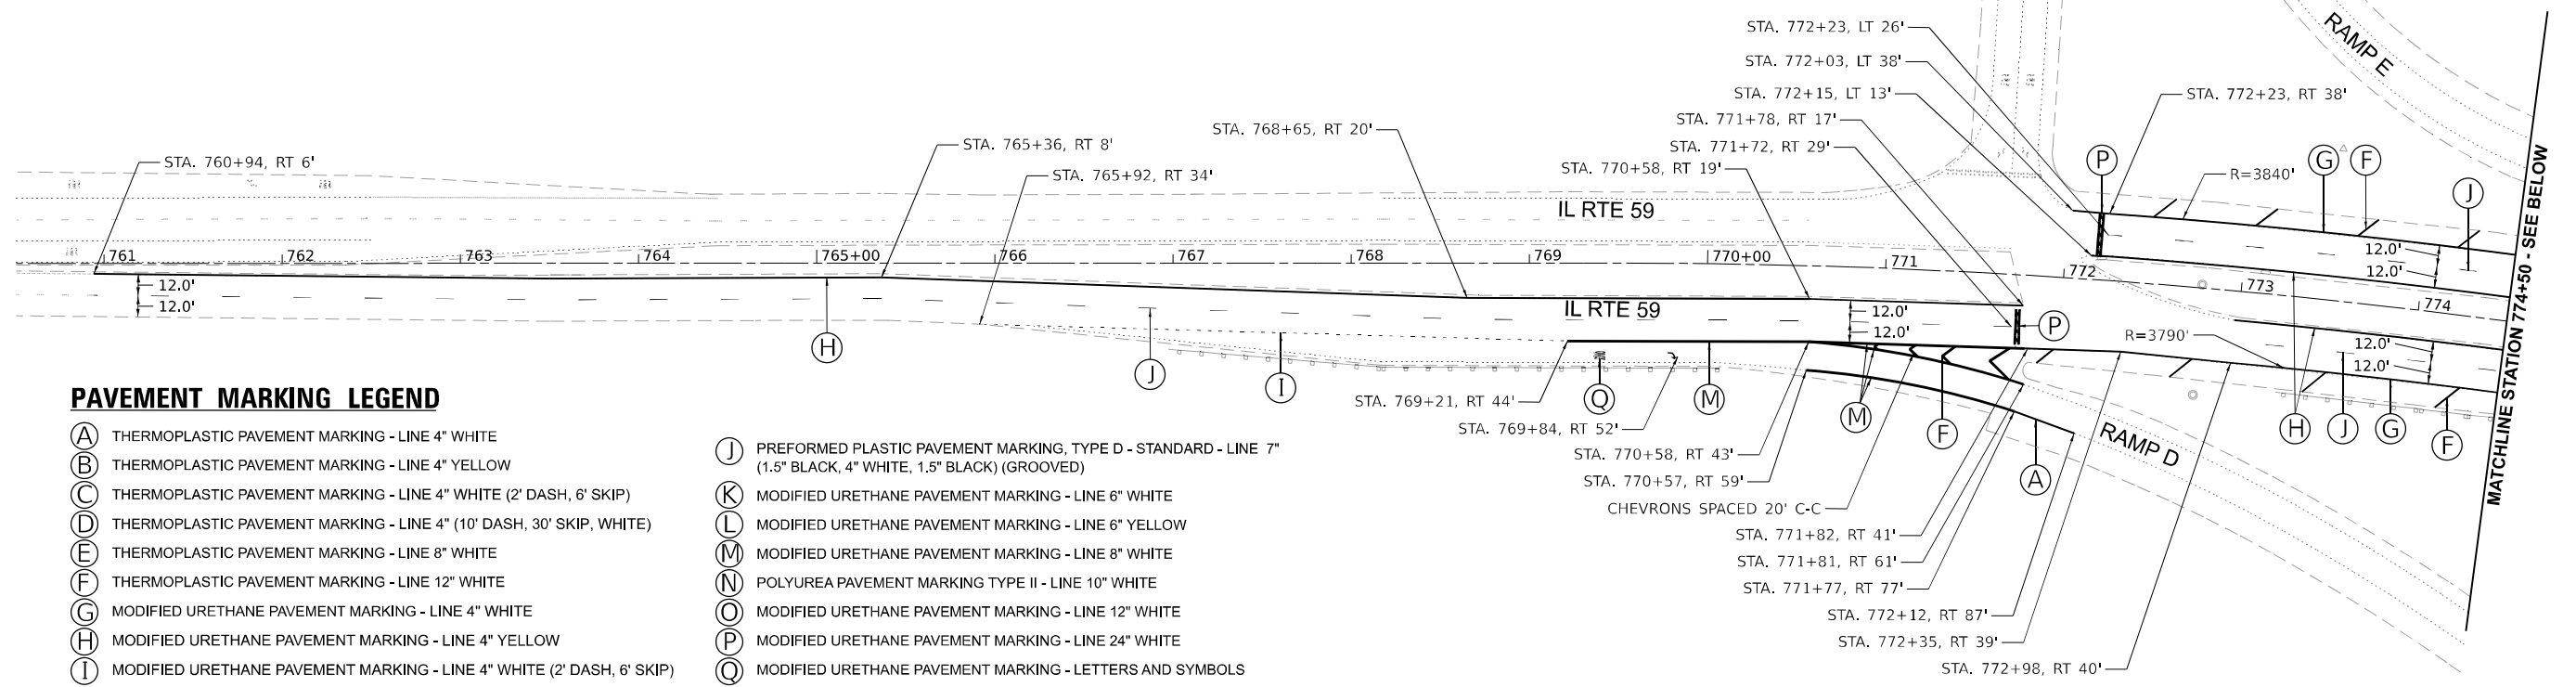 STA. 760+94, RT 6'
STA. 765+36, RT 8'
STA. 765+92, RT 34'
STA. 768+65, RT 20'
STA. 772+23, LT 26'
STA. 772+03, LT 38'
STA. 772+15, LT 13'
STA. 771+78, RT 17'
STA. 771+72, RT 29'
STA. 770+58, RT 19'
STA. 772+23, RT 38'
RAMP E
P
G
F
J
R=3840'
IL RTE 59
761
762
763
764
765+00
766
767
768
769
770+00
771
772
773
774
12.0'
12.0'
12.0'
12.0'
12.0'
12.0'
12.0'
12.0'
IL RTE 59
R=3790'
MATCHLINE STATION 774+50 - SEE BELOW
H
J
I
Q
M
M
F
P
A
H
J
G
F
RAMP D
STA. 769+21, RT 44'
STA. 769+84, RT 52'
STA. 770+58, RT 43'
STA. 770+57, RT 59'
CHEVRONS SPACED 20' C-C
STA. 771+82, RT 41'
STA. 771+81, RT 61'
STA. 771+77, RT 77'
STA. 772+12, RT 87'
STA. 772+35, RT 39'
STA. 772+98, RT 40'
PAVEMENT MARKING LEGEND
A THERMOPLASTIC PAVEMENT MARKING - LINE 4" WHITE
B THERMOPLASTIC PAVEMENT MARKING - LINE 4" YELLOW
C THERMOPLASTIC PAVEMENT MARKING - LINE 4" WHITE (2' DASH, 6' SKIP)
D THERMOPLASTIC PAVEMENT MARKING - LINE 4" (10' DASH, 30' SKIP, WHITE)
E THERMOPLASTIC PAVEMENT MARKING - LINE 8" WHITE
F THERMOPLASTIC PAVEMENT MARKING - LINE 12" WHITE
G MODIFIED URETHANE PAVEMENT MARKING - LINE 4" WHITE
H MODIFIED URETHANE PAVEMENT MARKING - LINE 4" YELLOW
I MODIFIED URETHANE PAVEMENT MARKING - LINE 4" WHITE (2' DASH, 6' SKIP)
J PREFORMED PLASTIC PAVEMENT MARKING, TYPE D - STANDARD - LINE 7"
(1.5" BLACK, 4" WHITE, 1.5" BLACK) (GROOVED)
K MODIFIED URETHANE PAVEMENT MARKING - LINE 6" WHITE
L MODIFIED URETHANE PAVEMENT MARKING - LINE 6" YELLOW
M MODIFIED URETHANE PAVEMENT MARKING - LINE 8" WHITE
N POLYUREA PAVEMENT MARKING TYPE II - LINE 10" WHITE
O MODIFIED URETHANE PAVEMENT MARKING - LINE 12" WHITE
P MODIFIED URETHANE PAVEMENT MARKING - LINE 24" WHITE
Q MODIFIED URETHANE PAVEMENT MARKING - LETTERS AND SYMBOLS